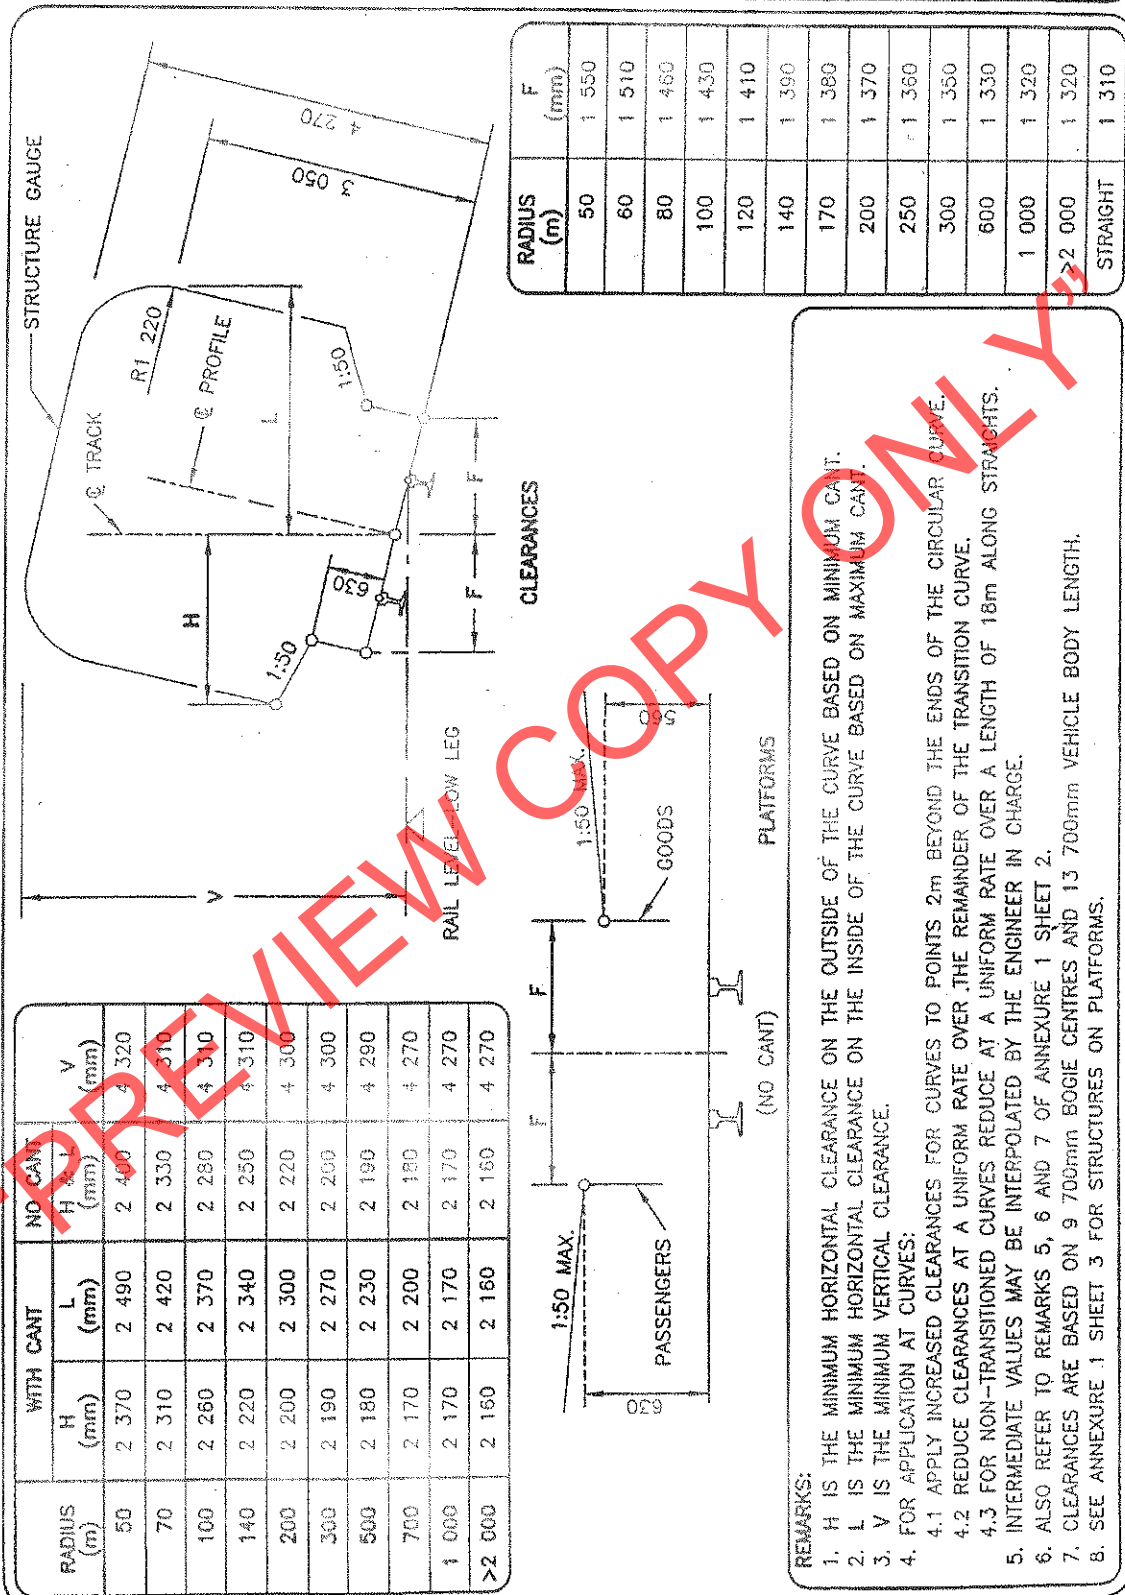 RADIUS (m) | WITH CANT H (mm) | WITH CANT L (mm) | NO CANT H & L (mm) | V (mm)
50 | 2 370 | 2 490 | 2 400 | 4 320
70 | 2 310 | 2 420 | 2 330 | 4 310
100 | 2 260 | 2 370 | 2 280 | 4 310
140 | 2 220 | 2 340 | 2 250 | 4 310
200 | 2 200 | 2 300 | 2 220 | 4 300
300 | 2 190 | 2 270 | 2 200 | 4 300
500 | 2 180 | 2 230 | 2 190 | 4 290
700 | 2 170 | 2 200 | 2 180 | 4 270
1 000 | 2 170 | 2 170 | 2 170 | 4 270
>2 000 | 2 160 | 2 160 | 2 160 | 4 270
STRUCTURE GAUGE
℄ TRACK
℄ PROFILE
R1 220
4 270
3 050
H
L
V
1:50
1:50
630
F
F
RAIL LEVEL LOW LEG
CLEARANCES
1:50 MAX.
F
F
1:50 MAX.
PASSENGERS
GOODS
630
560
(NO CANT)
PLATFORMS
RADIUS (m) | F (mm)
50 | 1 550
60 | 1 510
80 | 1 460
100 | 1 430
120 | 1 410
140 | 1 390
170 | 1 380
200 | 1 370
250 | 1 360
300 | 1 350
600 | 1 330
1 000 | 1 320
>2 000 | 1 320
STRAIGHT | 1 310
REMARKS:
1. H IS THE MINIMUM HORIZONTAL CLEARANCE ON THE OUTSIDE OF THE CURVE BASED ON MINIMUM CANT.
2. L IS THE MINIMUM HORIZONTAL CLEARANCE ON THE INSIDE OF THE CURVE BASED ON MAXIMUM CANT.
3. V IS THE MINIMUM VERTICAL CLEARANCE.
4. FOR APPLICATION AT CURVES:
4.1 APPLY INCREASED CLEARANCES FOR CURVES TO POINTS 2m BEYOND THE ENDS OF THE CIRCULAR CURVE.
4.2 REDUCE CLEARANCES AT A UNIFORM RATE OVER THE REMAINDER OF THE TRANSITION CURVE.
4.3 FOR NON-TRANSITIONED CURVES REDUCE AT A UNIFORM RATE OVER A LENGTH OF 18m ALONG STRAIGHTS.
5. INTERMEDIATE VALUES MAY BE INTERPOLATED BY THE ENGINEER IN CHARGE.
6. ALSO REFER TO REMARKS 5, 6 AND 7 OF ANNEXURE 1 SHEET 2.
7. CLEARANCES ARE BASED ON 9 700mm BOGIE CENTRES AND 13 700mm VEHICLE BODY LENGTH.
8. SEE ANNEXURE 1 SHEET 3 FOR STRUCTURES ON PLATFORMS.
"PREVIEW COPY ONLY"